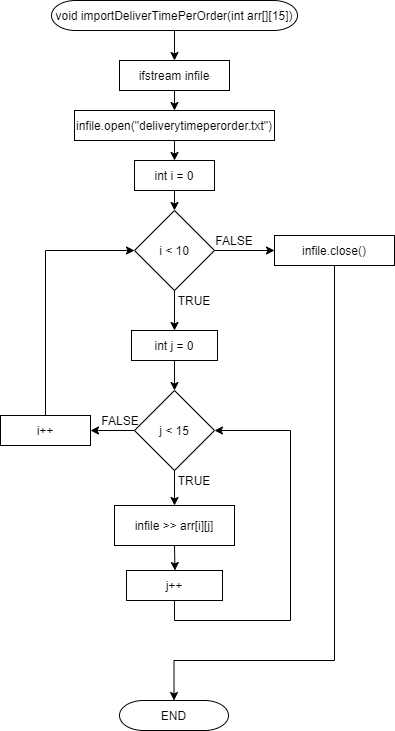 void importDeliverTimePerOrder(int arr[][15])
ifstream infile
infile.open("deliverytimeperorder.txt")
int i = 0
i < 10
FALSE
infile.close()
TRUE
int j = 0
FALSE
i++
j < 15
TRUE
infile >> arr[i][j]
j++
END